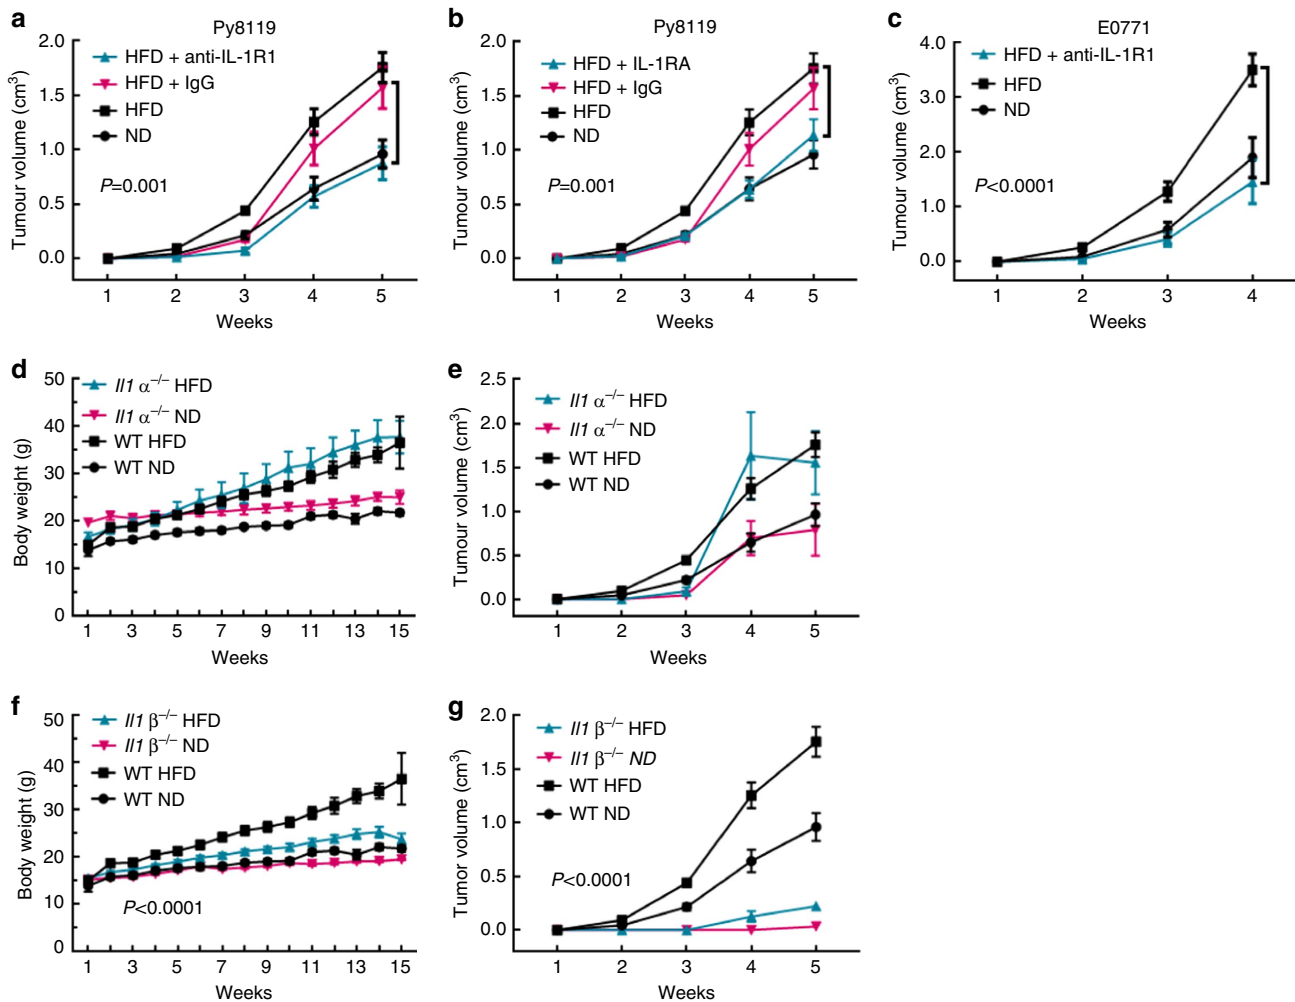 a
Py8119
Tumour volume (cm³)
2.0
1.5
1.0
0.5
0.0
HFD + anti-IL-1R1
HFD + IgG
HFD
ND
P=0.001
1 2 3 4 5
Weeks
b
Py8119
Tumour volume (cm³)
2.0
1.5
1.0
0.5
0.0
HFD + IL-1RA
HFD + IgG
HFD
ND
P=0.001
1 2 3 4 5
Weeks
c
E0771
Tumour volume (cm³)
4.0
3.0
2.0
1.0
0.0
HFD + anti-IL-1R1
HFD
ND
P<0.0001
1 2 3 4
Weeks
d
Body weight (g)
50
40
30
20
10
0
Il1 α⁻/⁻ HFD
Il1 α⁻/⁻ ND
WT HFD
WT ND
1 3 5 7 9 11 13 15
Weeks
e
Tumour volume (cm³)
2.5
2.0
1.5
1.0
0.5
0.0
Il1 α⁻/⁻ HFD
Il1 α⁻/⁻ ND
WT HFD
WT ND
1 2 3 4 5
Weeks
f
Body weight (g)
50
40
30
20
10
0
Il1 β⁻/⁻ HFD
Il1 β⁻/⁻ ND
WT HFD
WT ND
P<0.0001
1 3 5 7 9 11 13 15
Weeks
g
Tumor volume (cm³)
2.0
1.5
1.0
0.5
0.0
Il1 β⁻/⁻ HFD
Il1 β⁻/⁻ ND
WT HFD
WT ND
P<0.0001
1 2 3 4 5
Weeks